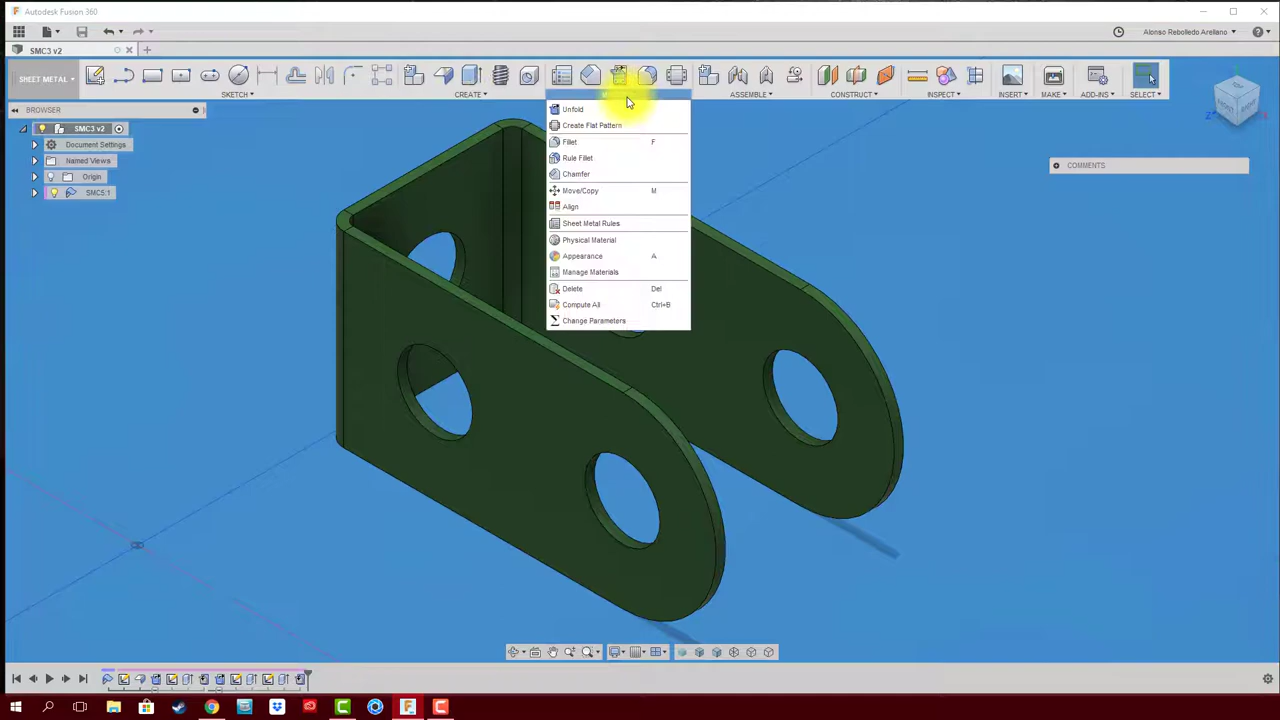 Autodesk Fusion 360
Alonso Rebolledo Arellano
SMC3 v2
SHEET METAL
SKETCH
CREATE
ASSEMBLE
CONSTRUCT
INSPECT
INSERT
MAKE
ADD-INS
SELECT
BROWSER
SMC3 v2
Document Settings
Named Views
Origin
SMC5:1
Unfold
Create Flat Pattern
Fillet F
Rule Fillet
Chamfer
Move/Copy M
Align
Sheet Metal Rules
Physical Material
Appearance A
Manage Materials
Delete Del
Compute All Ctrl+B
Change Parameters
COMMENTS